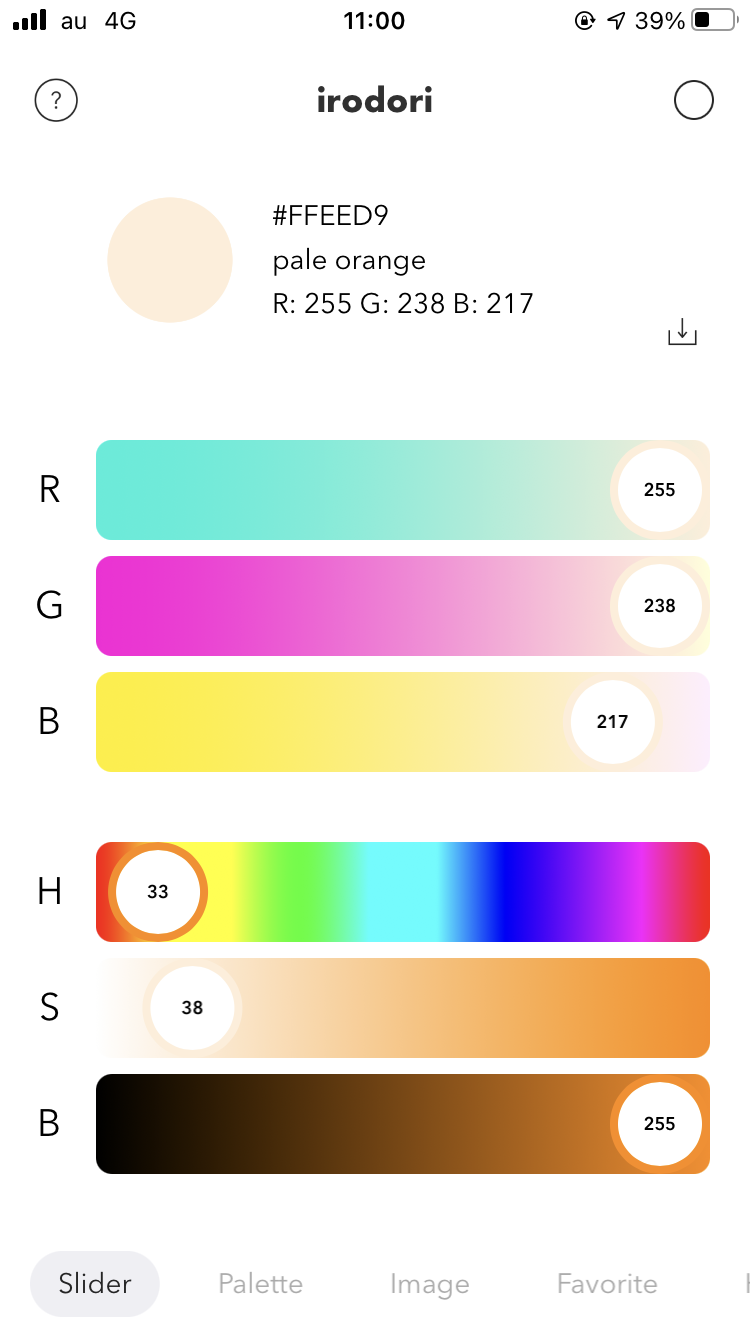 au 4G 11:00 39%
? irodori
#FFEED9
pale orange
R: 255 G: 238 B: 217
R 255
G 238
B 217
H 33
S 38
B 255
Slider Palette Image Favorite